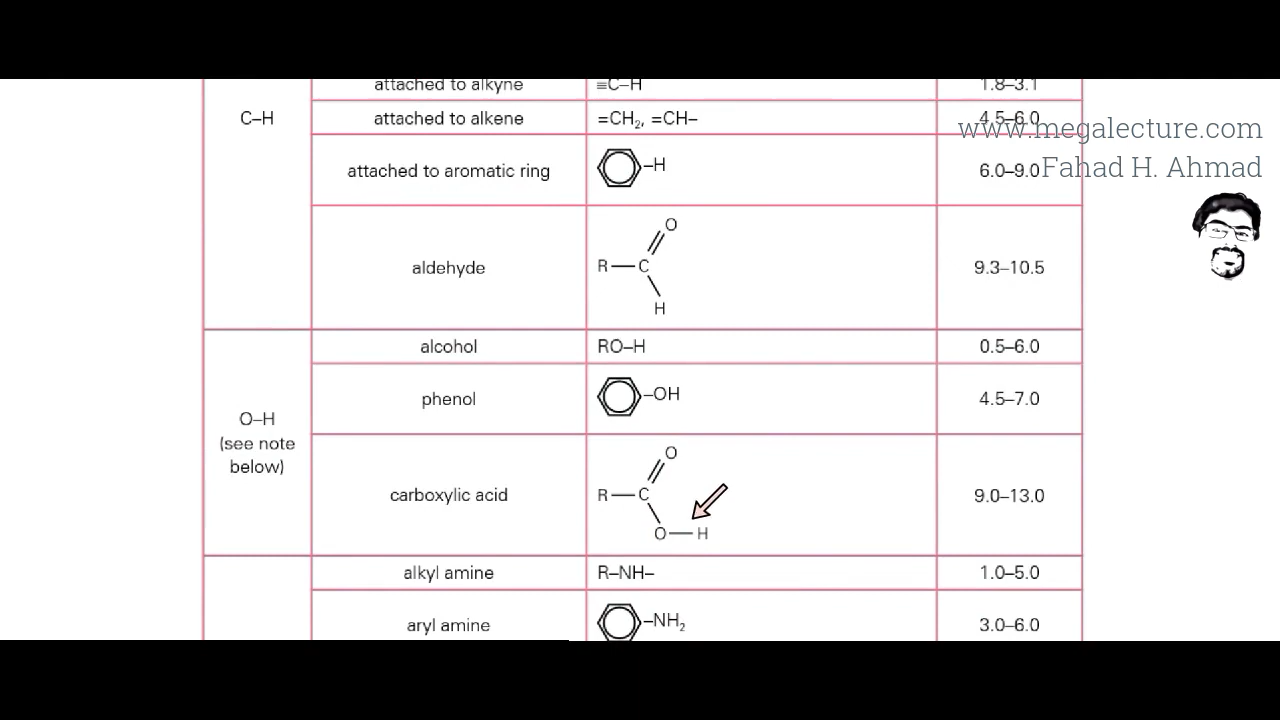 attached to alkyne ≡C–H 1.8–3.1
C–H attached to alkene =CH₂, =CH– 4.5–6.0
www.megalecture.com
attached to aromatic ring –H 6.0–9.0
Fahad H. Ahmad
O
aldehyde R—C 9.3–10.5
H
alcohol RO–H 0.5–6.0
phenol –OH 4.5–7.0
O–H
(see note
below)
O
carboxylic acid R—C 9.0–13.0
O—H
alkyl amine R–NH– 1.0–5.0
aryl amine –NH₂ 3.0–6.0